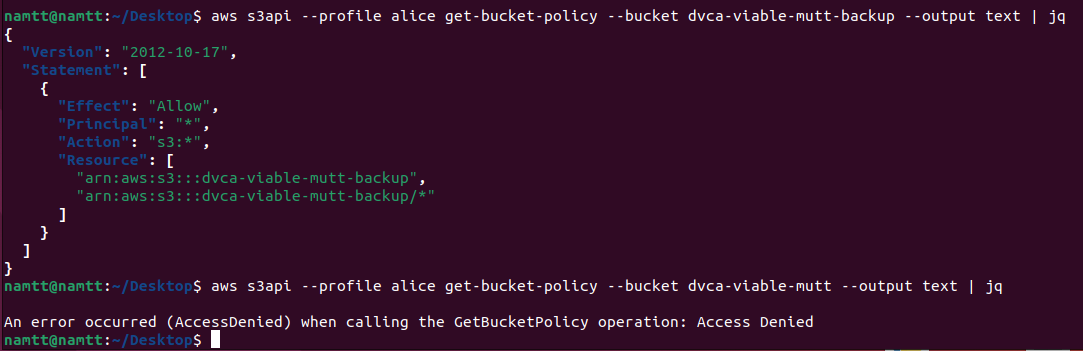 namtt@namtt:~/Desktop$ aws s3api --profile alice get-bucket-policy --bucket dvca-viable-mutt-backup --output text | jq
{
  "Version": "2012-10-17",
  "Statement": [
    {
      "Effect": "Allow",
      "Principal": "*",
      "Action": "s3:*",
      "Resource": [
        "arn:aws:s3:::dvca-viable-mutt-backup",
        "arn:aws:s3:::dvca-viable-mutt-backup/*"
      ]
    }
  ]
}
namtt@namtt:~/Desktop$ aws s3api --profile alice get-bucket-policy --bucket dvca-viable-mutt --output text | jq

An error occurred (AccessDenied) when calling the GetBucketPolicy operation: Access Denied
namtt@namtt:~/Desktop$